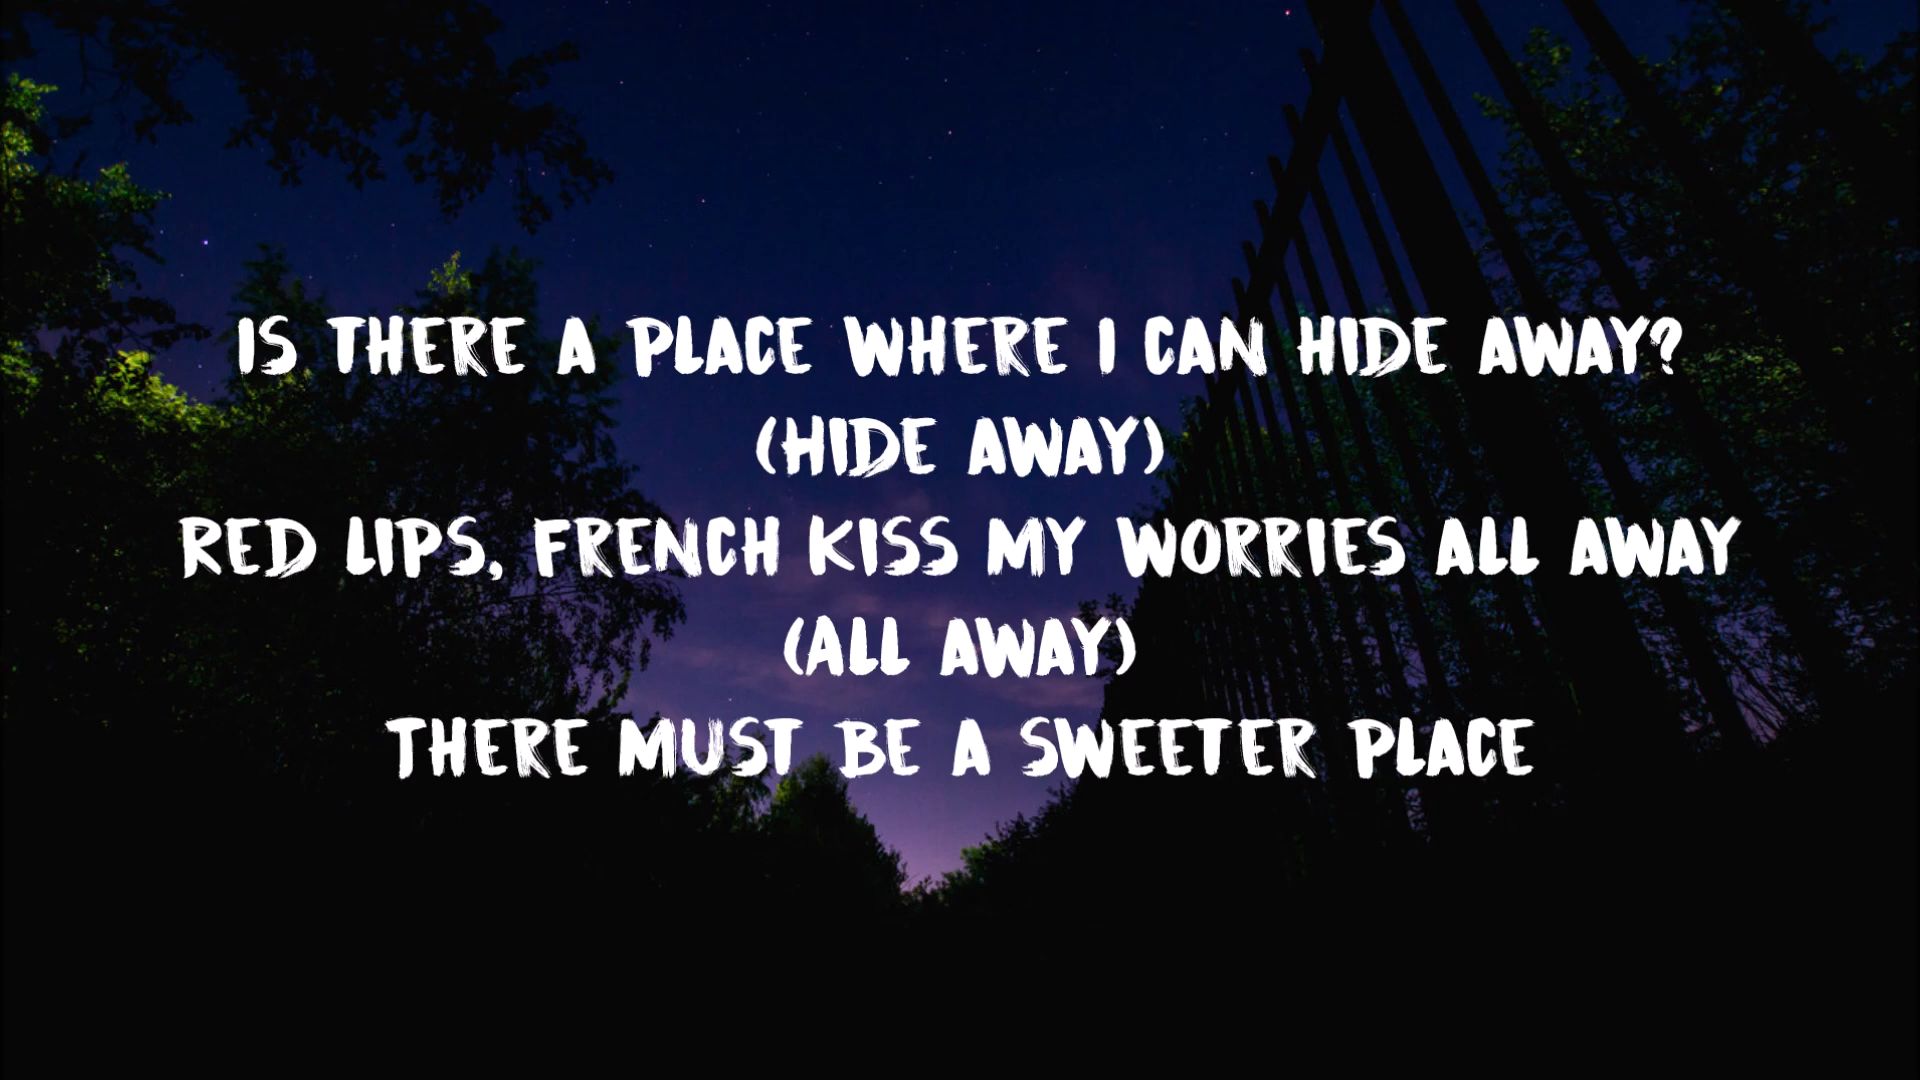 IS THERE A PLACE WHERE I CAN HIDE AWAY?
(HIDE AWAY)
RED LIPS, FRENCH KISS MY WORRIES ALL AWAY
(ALL AWAY)
THERE MUST BE A SWEETER PLACE